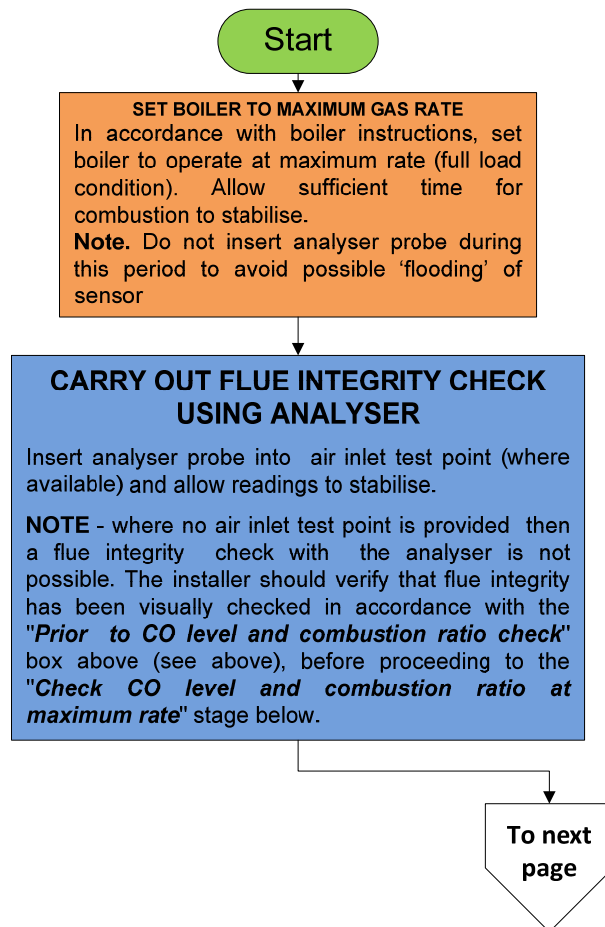 Start
SET BOILER TO MAXIMUM GAS RATE
In accordance with boiler instructions, set
boiler to operate at maximum rate (full load
condition). Allow sufficient time for
combustion to stabilise.
Note. Do not insert analyser probe during
this period to avoid possible ‘flooding’ of
sensor
CARRY OUT FLUE INTEGRITY CHECK
USING ANALYSER
Insert analyser probe into air inlet test point (where
available) and allow readings to stabilise.
NOTE - where no air inlet test point is provided then
a flue integrity check with the analyser is not
possible. The installer should verify that flue integrity
has been visually checked in accordance with the
"Prior to CO level and combustion ratio check"
box above (see above), before proceeding to the
"Check CO level and combustion ratio at
maximum rate" stage below.
To next
page